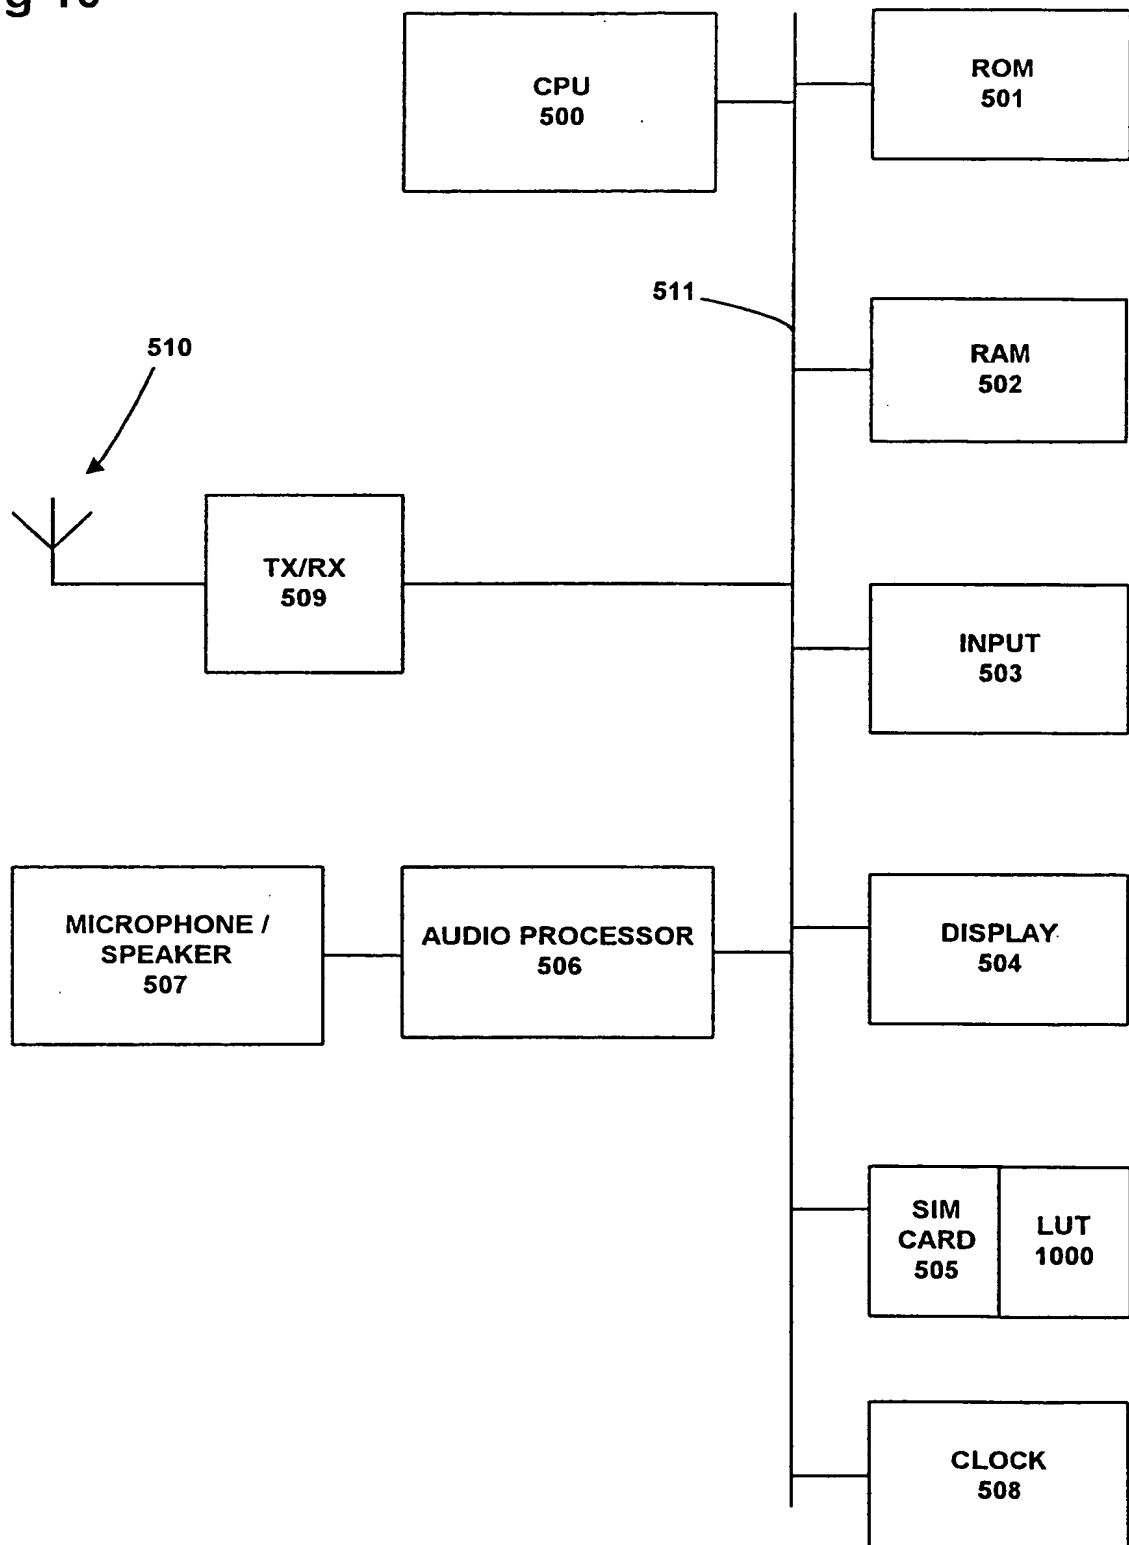 g 10
CPU
500
ROM
501
511
RAM
502
510
TX/RX
509
INPUT
503
MICROPHONE /
SPEAKER
507
AUDIO PROCESSOR
506
DISPLAY
504
SIM
CARD
505
LUT
1000
CLOCK
508